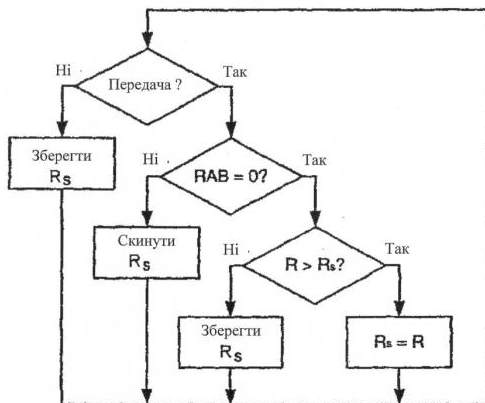 Передача ?
Ні
Так
Зберегти
Rs
RAB = 0?
Ні
Так
Скинути
Rs
R > Rs?
Ні
Так
Зберегти
Rs
Rs = R